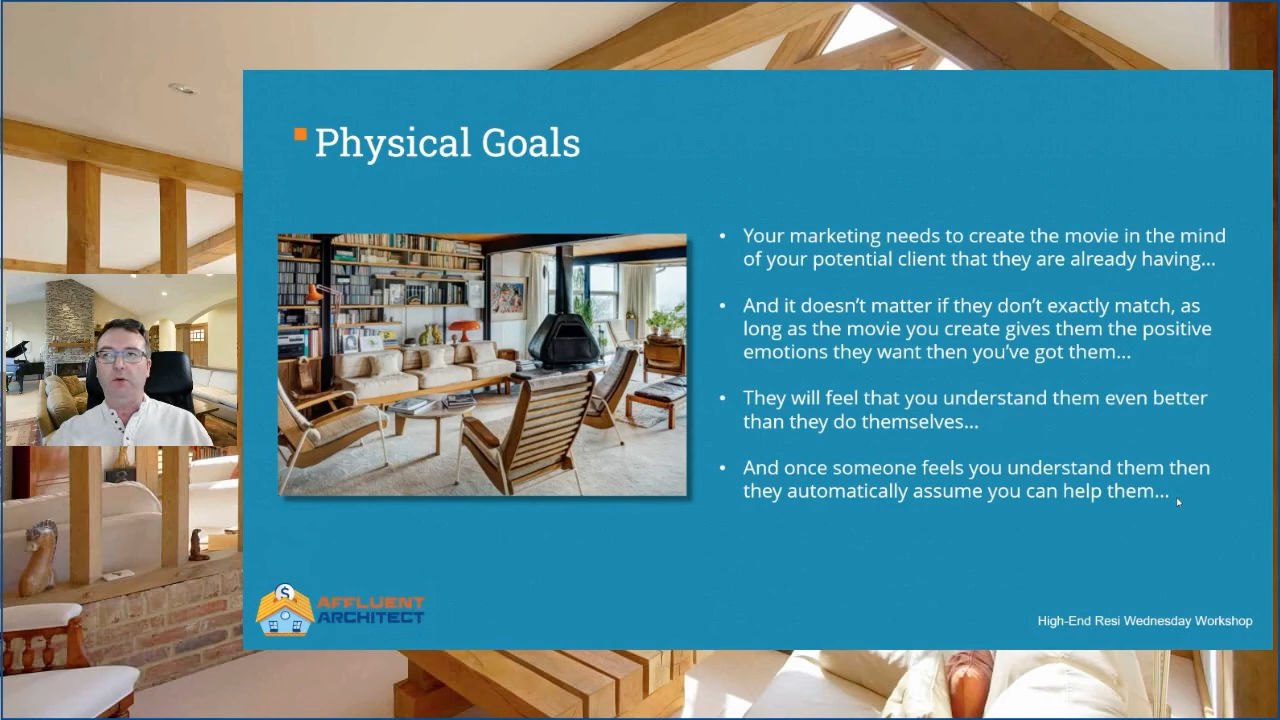 Physical Goals
• Your marketing needs to create the movie in the mind
of your potential client that they are already having...
• And it doesn't matter if they don't exactly match, as
long as the movie you create gives them the positive
emotions they want then you've got them...
• They will feel that you understand them even better
than they do themselves...
• And once someone feels you understand them then
they automatically assume you can help them...
$
AFFLUENT
ARCHITECT
High-End Resi Wednesday Workshop